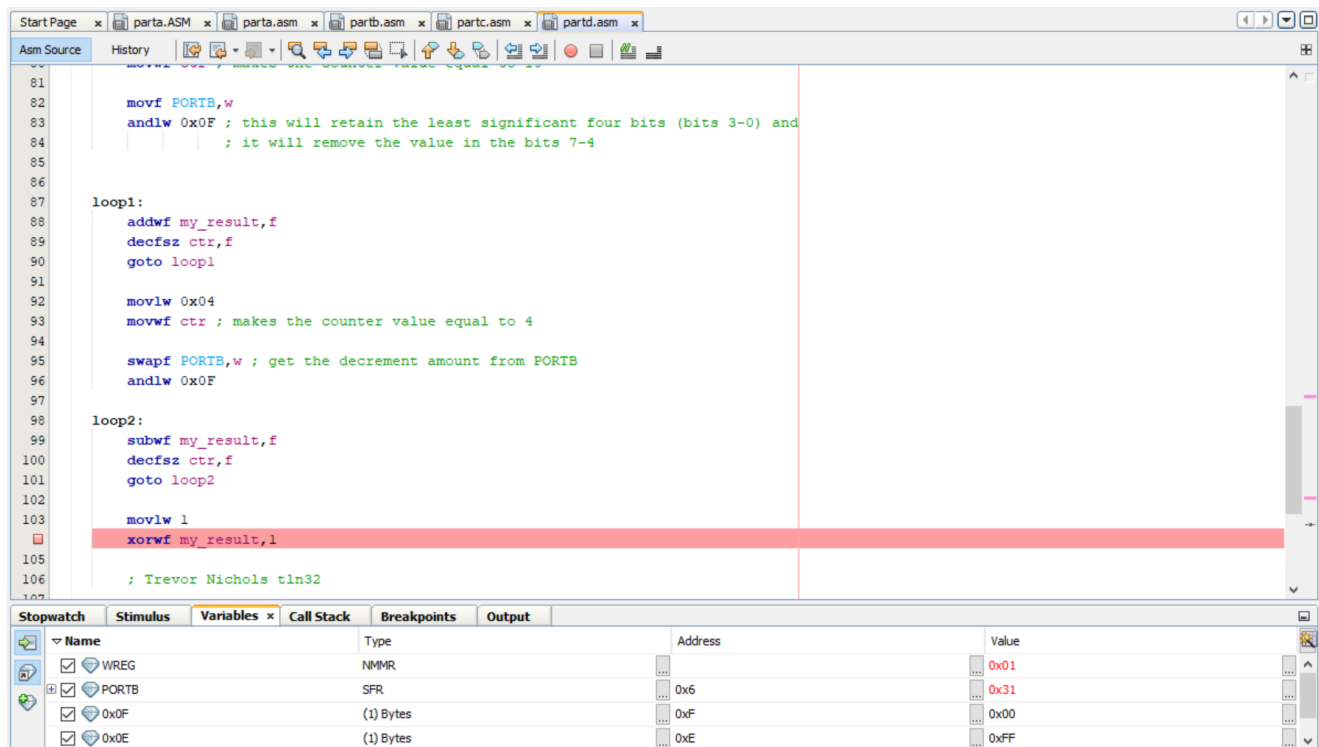 Start Page x parta.ASM x parta.asm x partb.asm x partc.asm x partd.asm x
Asm Source History
81
82 movf PORTB,w
83 andlw 0x0F ; this will retain the least significant four bits (bits 3-0) and
84 ; it will remove the value in the bits 7-4
85
86
87 loop1:
88 addwf my_result,f
89 decfsz ctr,f
90 goto loop1
91
92 movlw 0x04
93 movwf ctr ; makes the counter value equal to 4
94
95 swapf PORTB,w ; get the decrement amount from PORTB
96 andlw 0x0F
97
98 loop2:
99 subwf my_result,f
100 decfsz ctr,f
101 goto loop2
102
103 movlw 1
xorwf my_result,1
105
106 ; Trevor Nichols tln32
107
Stopwatch Stimulus Variables x Call Stack Breakpoints Output
Name Type Address Value
WREG NMMR ... ... 0x01 ...
PORTB SFR ... 0x6 ... 0x31 ...
0x0F (1) Bytes ... 0xF ... 0x00 ...
0x0E (1) Bytes ... 0xE ... 0xFF ...